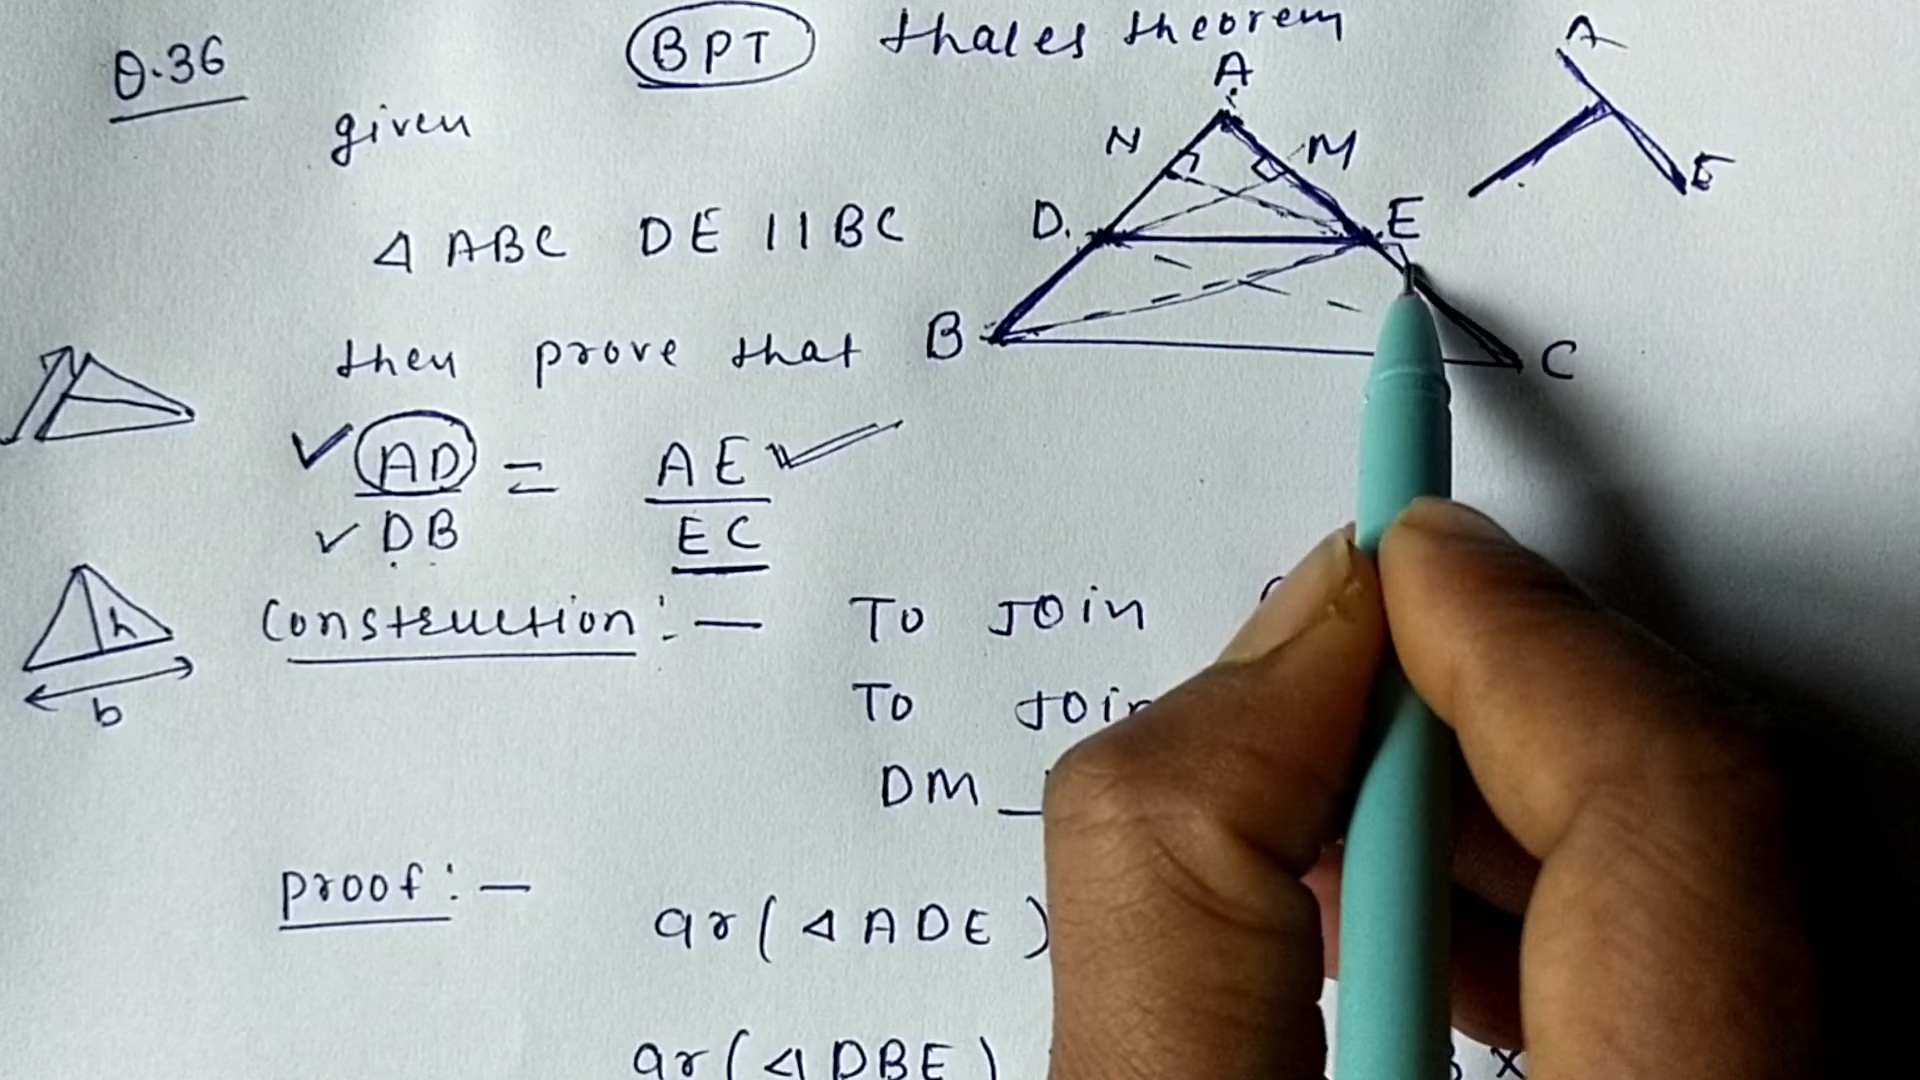 Q.36
BPT thales theorem
given
△ ABC DE || BC
then prove that
AD = AE
DB EC
construction :—
To JOin
To JOin
DM
proof :—
ar(△ADE)
ar(△DBE)
×
A
N
M
D.
E
B
C
A
E
h
b